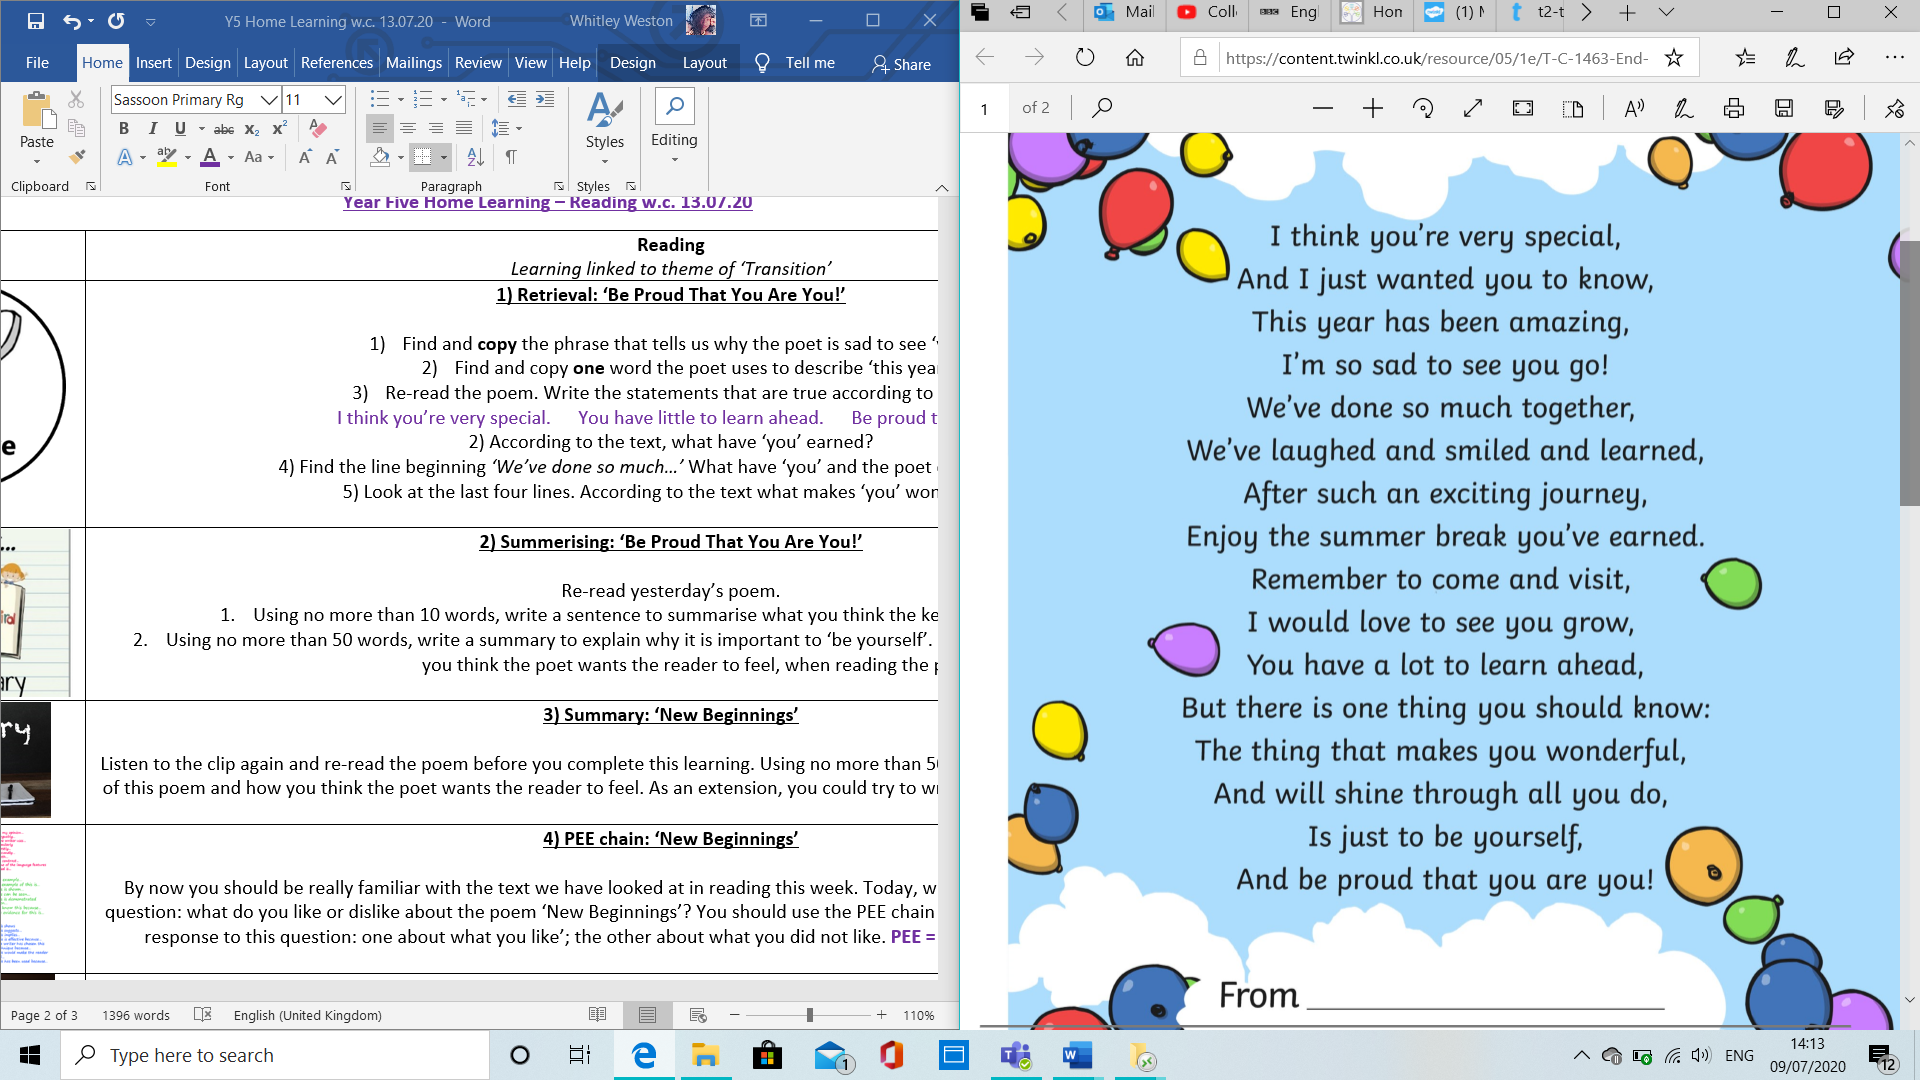 Y5 Home Learning w.c. 13.07.20 - Word
Whitley Weston
File Home Insert Design Layout References Mailings Review View Help Design Layout Tell me Share
Sassoon Primary Rg 11
Paste
Styles
Editing
Clipboard Font Paragraph Styles
Year Five Home Learning – Reading w.c. 13.07.20
Reading
Learning linked to theme of ‘Transition’
1) Retrieval: ‘Be Proud That You Are You!’
1) Find and copy the phrase that tells us why the poet is sad to see ‘
2) Find and copy one word the poet uses to describe ‘this yea
3) Re-read the poem. Write the statements that are true according to
I think you’re very special. You have little to learn ahead. Be proud t
2) According to the text, what have ‘you’ earned?
4) Find the line beginning ‘We’ve done so much…’ What have ‘you’ and the poet
5) Look at the last four lines. According to the text what makes ‘you’ won
e
2) Summerising: ‘Be Proud That You Are You!’
Re-read yesterday’s poem.
1. Using no more than 10 words, write a sentence to summarise what you think the ke
2. Using no more than 50 words, write a summary to explain why it is important to ‘be yourself’.
you think the poet wants the reader to feel, when reading the p
ary
3) Summary: ‘New Beginnings’
ry
Listen to the clip again and re-read the poem before you complete this learning. Using no more than 5
of this poem and how you think the poet wants the reader to feel. As an extension, you could try to wr
4) PEE chain: ‘New Beginnings’
By now you should be really familiar with the text we have looked at in reading this week. Today, w
question: what do you like or dislike about the poem ‘New Beginnings’? You should use the PEE chain
response to this question: one about what you like’; the other about what you did not like. PEE =
Page 2 of 3 1396 words English (United Kingdom) 110%
Mail Coll Eng Hon (1) t2-t
https://content.twinkl.co.uk/resource/05/1e/T-C-1463-End-
1 of 2
I think you’re very special,
And I just wanted you to know,
This year has been amazing,
I’m so sad to see you go!
We’ve done so much together,
We’ve laughed and smiled and learned,
After such an exciting journey,
Enjoy the summer break you’ve earned.
Remember to come and visit,
I would love to see you grow,
You have a lot to learn ahead,
But there is one thing you should know:
The thing that makes you wonderful,
And will shine through all you do,
Is just to be yourself,
And be proud that you are you!
From
Type here to search
1
ENG
14:13
09/07/2020
12